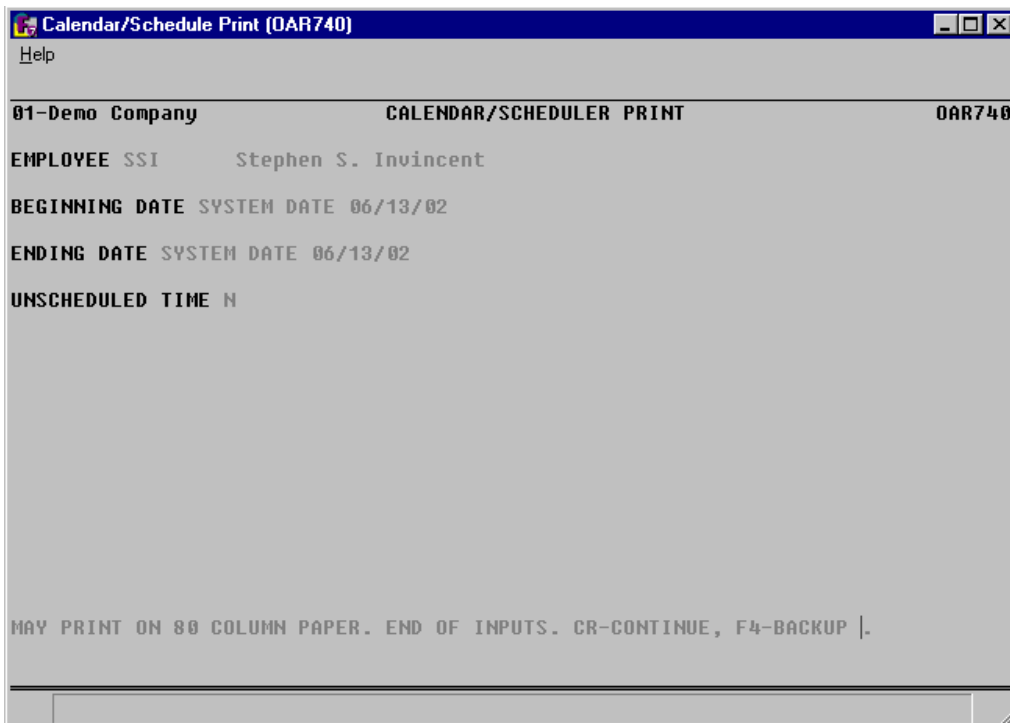 Calendar/Schedule Print (OAR740)
Help
01-Demo Company CALENDAR/SCHEDULER PRINT OAR740
EMPLOYEE SSI Stephen S. Invincent
BEGINNING DATE SYSTEM DATE 06/13/02
ENDING DATE SYSTEM DATE 06/13/02
UNSCHEDULED TIME N
MAY PRINT ON 80 COLUMN PAPER. END OF INPUTS. CR-CONTINUE, F4-BACKUP .